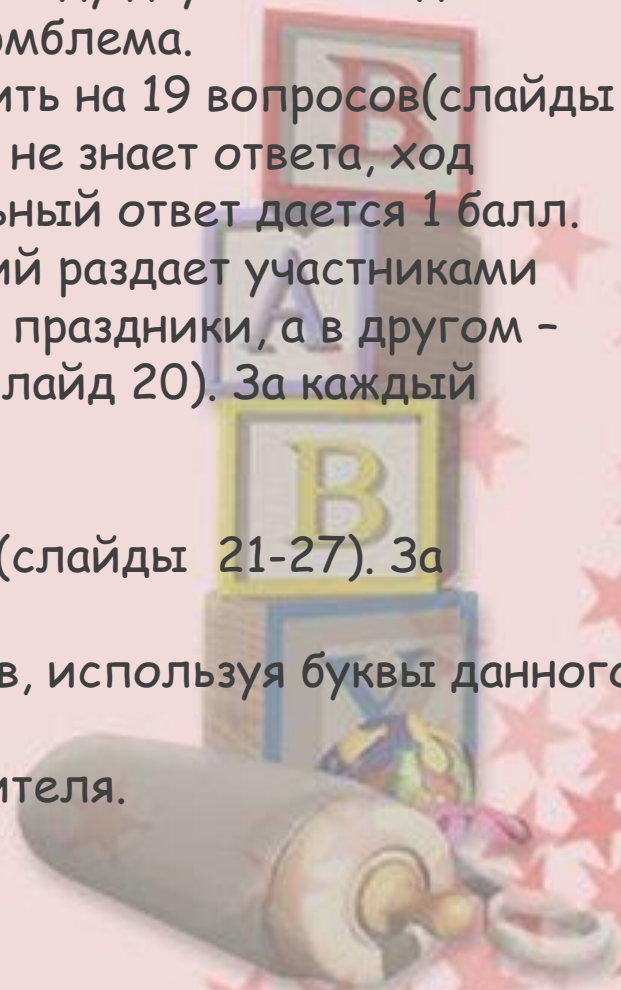 омблема.
ить на 19 вопросов(слайды
не знает ответа, ход
ьный ответ дается 1 балл.
ий раздает участниками
праздники, а в другом –
лайд 20). За каждый
(слайды 21-27). За
в, используя буквы данного
ителя.
B
A
B
Y